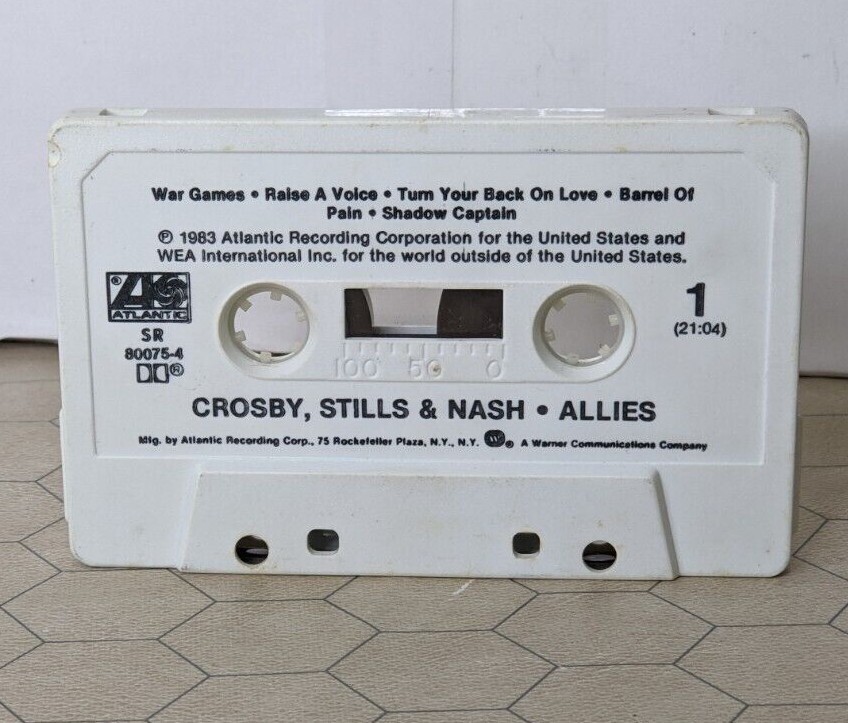 War Games • Raise A Voice • Turn Your Back On Love • Barrel Of
Pain • Shadow Captain
℗ 1983 Atlantic Recording Corporation for the United States and
WEA International Inc. for the world outside of the United States.
® A
ATLANTIC
SR
80075-4
®
1
(21:04)
100 50 0
CROSBY, STILLS & NASH • ALLIES
Mfg. by Atlantic Recording Corp., 75 Rockefeller Plaza, N.Y., N.Y. W ® A Warner Communications Company